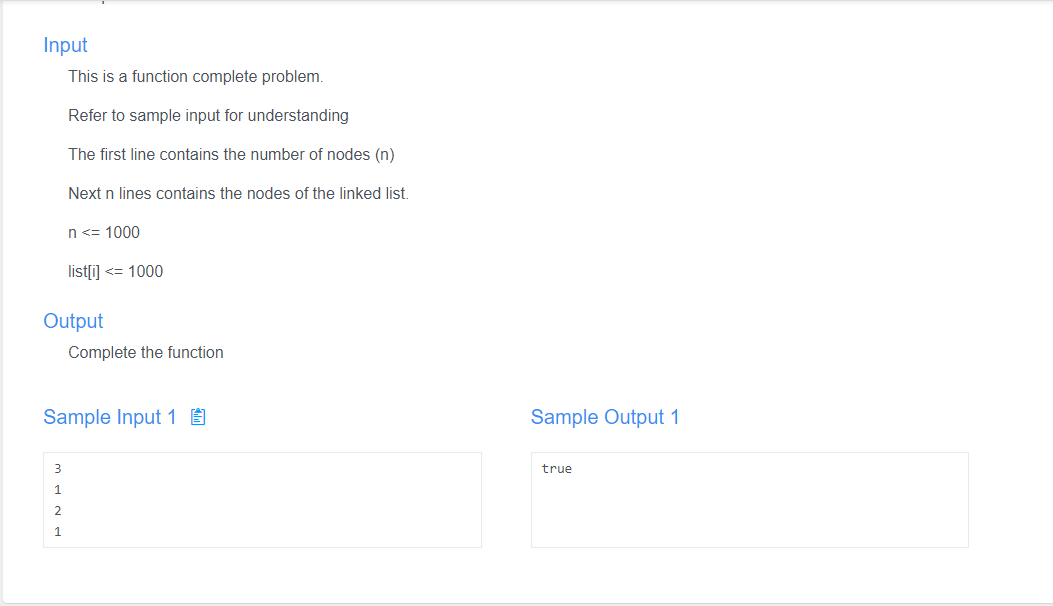 Input
This is a function complete problem.
Refer to sample input for understanding
The first line contains the number of nodes (n)
Next n lines contains the nodes of the linked list.
n <= 1000
list[i] <= 1000
Output
Complete the function
Sample Input 1
3
1
2
1
Sample Output 1
true